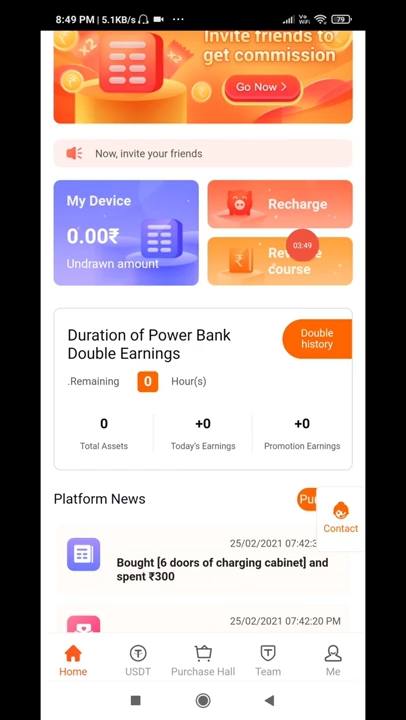 8:49 PM | 5.1KB/s
Vo
WiFi
79
Invite friends to
get commission
X2
X2
Go Now
Now, invite your friends
My Device
0.00₹
Undrawn amount
Recharge
03:49
course
Duration of Power Bank
Double Earnings
Double
history
.Remaining 0 Hour(s)
0
+0
+0
Total Assets
Today's Earnings
Promotion Earnings
Platform News
Contact
25/02/2021 07:42:
Bought [6 doors of charging cabinet] and
spent ₹300
25/02/2021 07:42:20 PM
Home
USDT
Purchase Hall
Team
Me